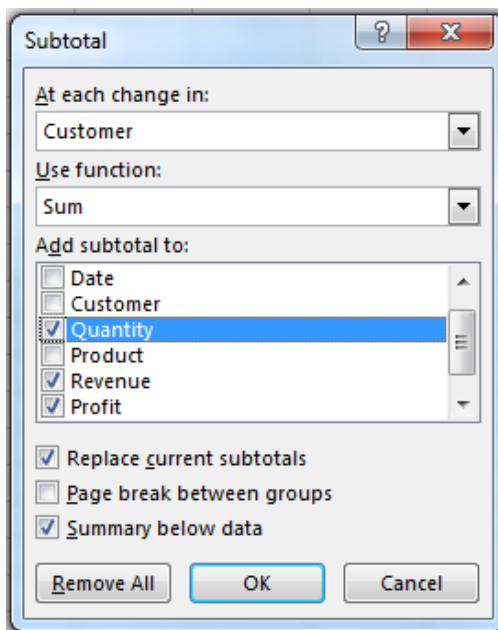 Subtotal
?
At each change in:
Customer
Use function:
Sum
Add subtotal to:
Date
Customer
Quantity
Product
Revenue
Profit
Replace current subtotals
Page break between groups
Summary below data
Remove All OK Cancel